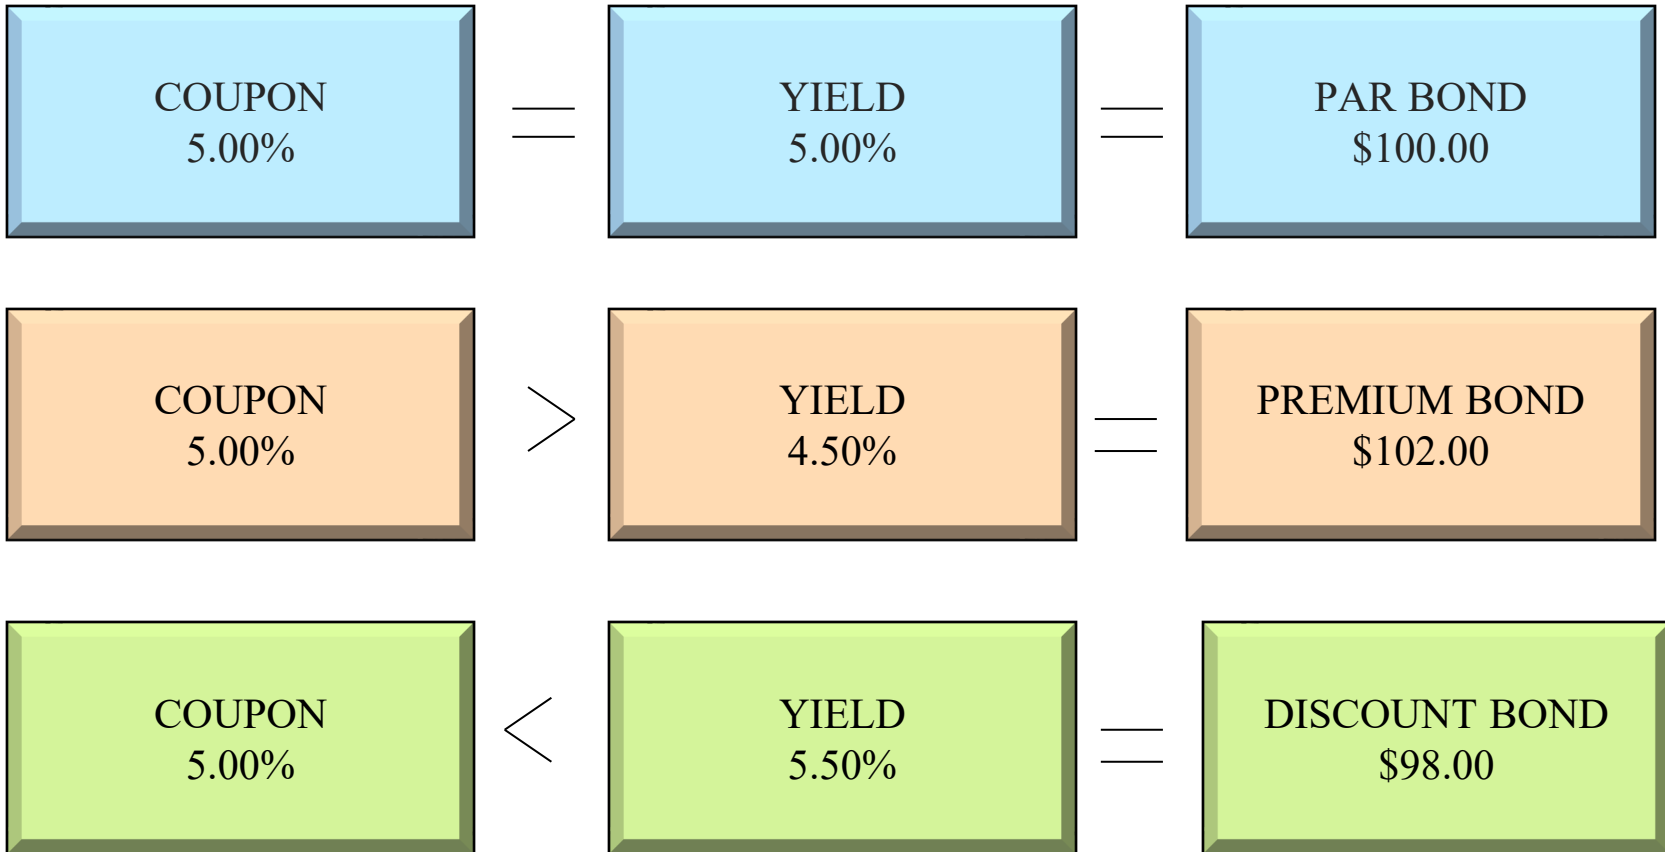 COUPON
5.00%
=
YIELD
5.00%
=
PAR BOND
$100.00
COUPON
5.00%
>
YIELD
4.50%
=
PREMIUM BOND
$102.00
COUPON
5.00%
<
YIELD
5.50%
=
DISCOUNT BOND
$98.00